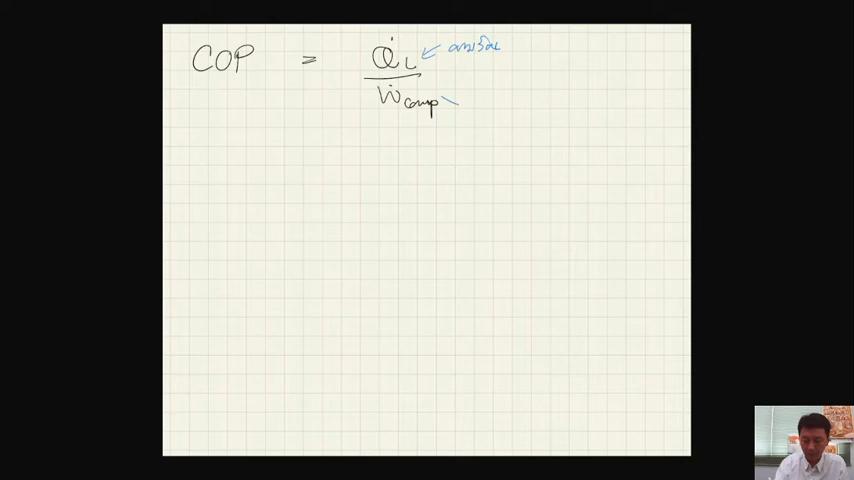 COP = Q̇L
Ẇcomp